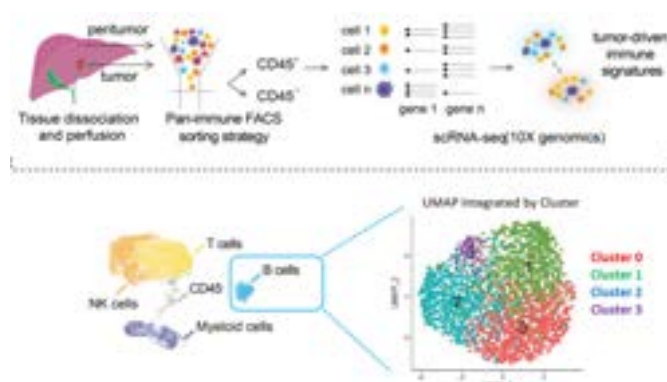 peritumor
tumor
Tissue dissociation
and perfusion
Pan-immune FACS
sorting strategy
CD45⁺
CD45⁻
cell 1
cell 2
cell 3
cell n
gene 1
gene n
scRNA-seq(10X genomics)
tumor-driven
immune
signatures
UMAP Integrated by Cluster
T cells
B cells
CD45
NK cells
Myeloid cells
1
2
Cluster 0
Cluster 1
Cluster 2
Cluster 3